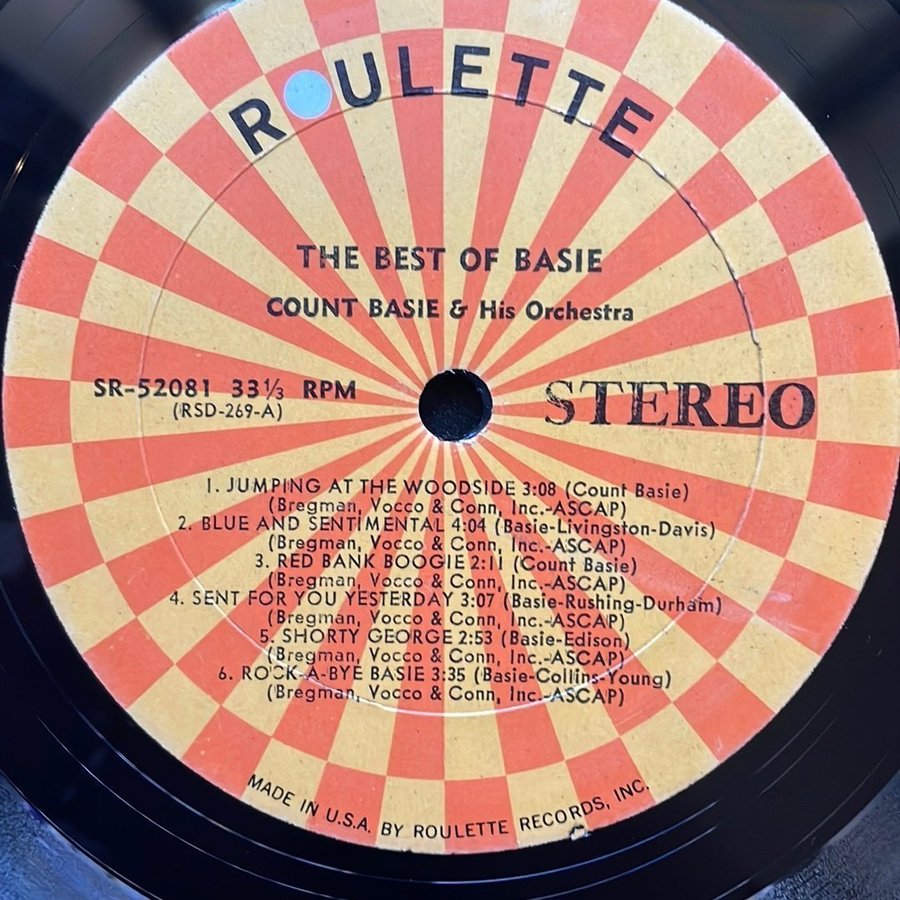 ROULETTE
THE BEST OF BASIE
COUNT BASIE & His Orchestra
SR-52081 33⅓ RPM
(RSD-269-A)
STEREO
1. JUMPING AT THE WOODSIDE 3:08 (Count Basie)
(Bregman, Vocco & Conn, Inc.-ASCAP)
2. BLUE AND SENTIMENTAL 4:04 (Basie-Livingston-Davis)
(Bregman, Vocco & Conn, Inc.-ASCAP)
3. RED BANK BOOGIE 2:11 (Count Basie)
(Bregman, Vocco & Conn, Inc.-ASCAP)
4. SENT FOR YOU YESTERDAY 3:07 (Basie-Rushing-Durham)
(Bregman, Vocco & Conn, Inc.-ASCAP)
5. SHORTY GEORGE 2:53 (Basie-Edison)
(Bregman, Vocco & Conn, Inc.-ASCAP)
6. ROCK-A-BYE BASIE 3:35 (Basie-Collins-Young)
(Bregman, Vocco & Conn, Inc.-ASCAP)
MADE IN U.S.A. BY ROULETTE RECORDS, INC.